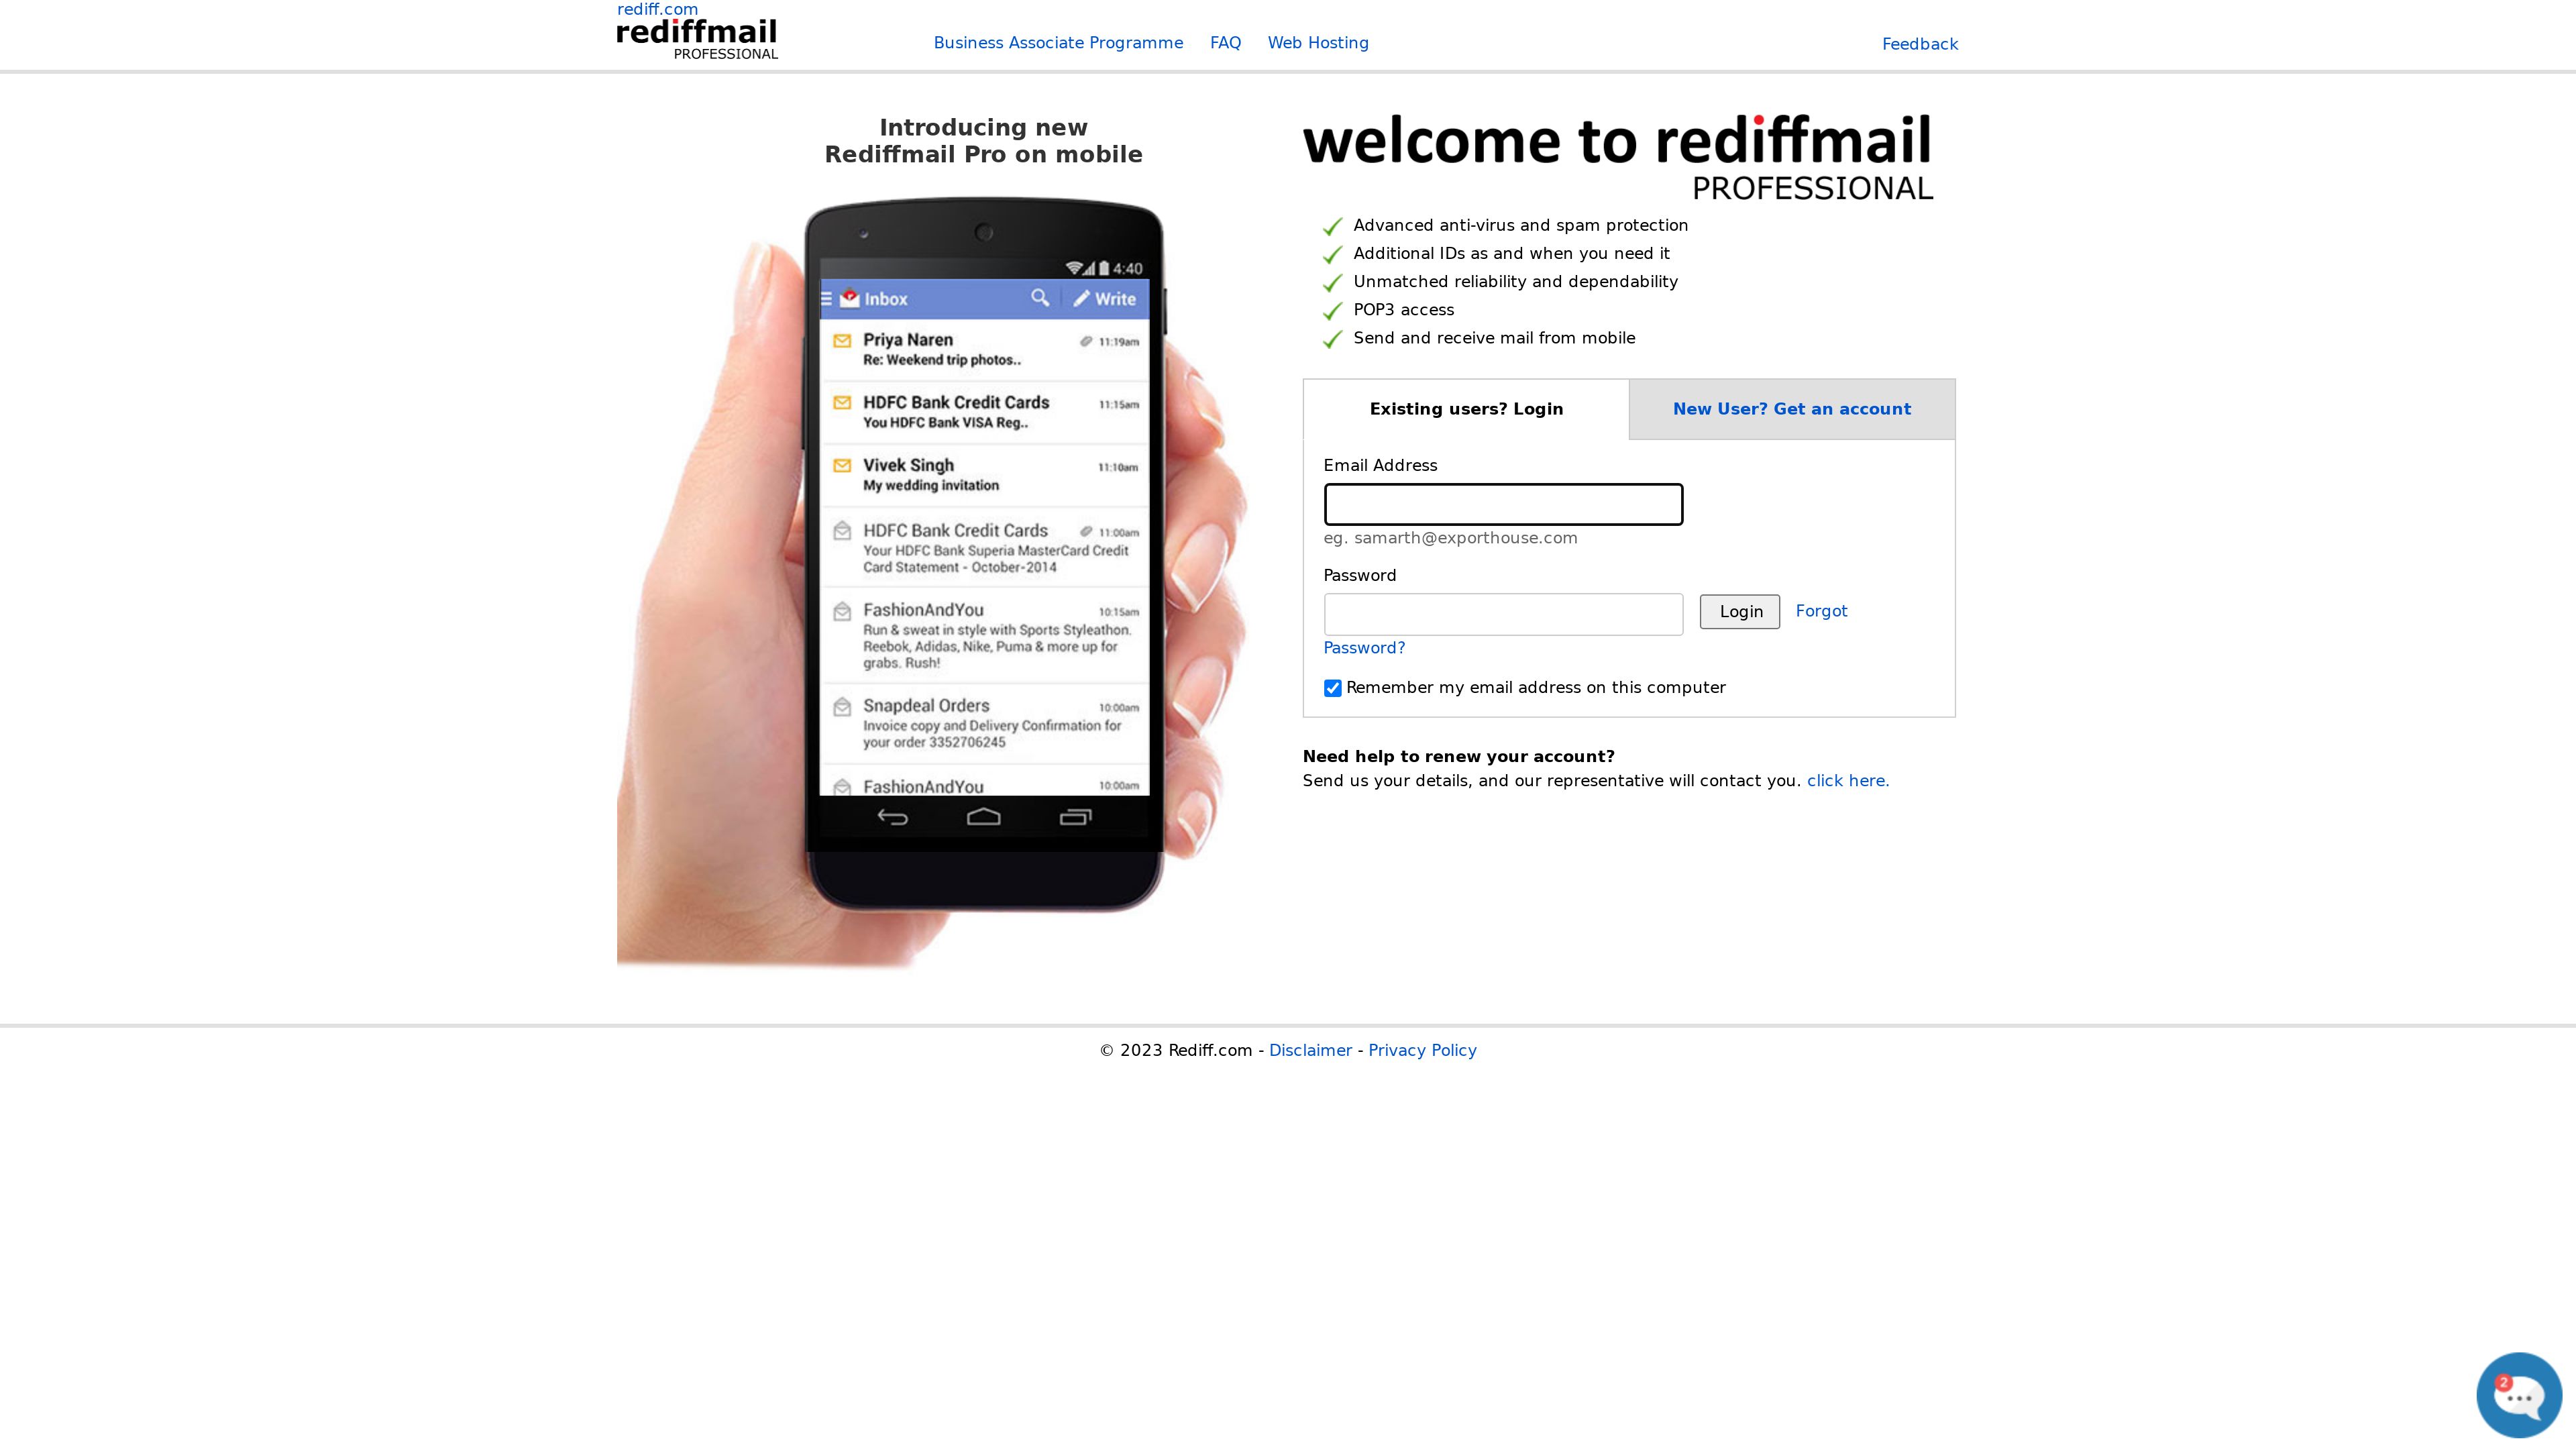 rediff.com
rediffmail
PROFESSIONAL
Business Associate Programme
FAQ
Web Hosting
Feedback
Introducing new
Rediffmail Pro on mobile
4:40
Inbox
Write
Priya Naren
11:19am
Re: Weekend trip photos..
HDFC Bank Credit Cards
11:15am
You HDFC Bank VISA Reg..
Vivek Singh
11:10am
My wedding invitation
HDFC Bank Credit Cards
11:00am
Your HDFC Bank Superia MasterCard Credit
Card Statement - October-2014
FashionAndYou
10:15am
Run & sweat in style with Sports Styleathon.
Reebok, Adidas, Nike, Puma & more up for
grabs. Rush!
Snapdeal Orders
10:00am
Invoice copy and Delivery Confirmation for
your order 3352706245
FashionAndYou
10:00am
welcome to rediffmail
PROFESSIONAL
Advanced anti-virus and spam protection
Additional IDs as and when you need it
Unmatched reliability and dependability
POP3 access
Send and receive mail from mobile
Existing users? Login
New User? Get an account
Email Address
eg. samarth@exporthouse.com
Password
Login
Forgot
Password?
Remember my email address on this computer
Need help to renew your account?
Send us your details, and our representative will contact you. click here.
© 2023 Rediff.com - Disclaimer - Privacy Policy
2